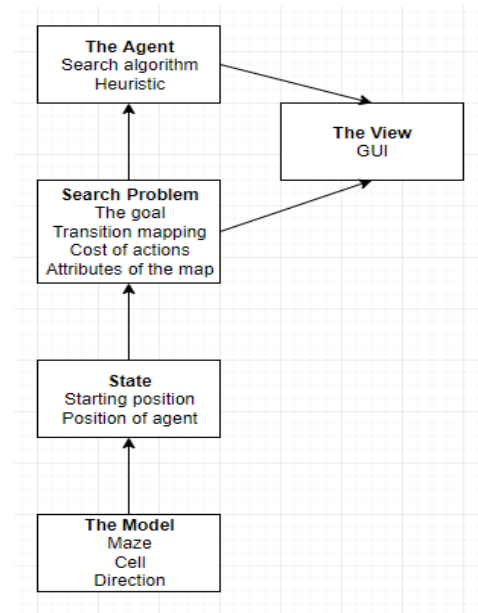 The Agent
Search algorithm
Heuristic
The View
GUI
Search Problem
The goal
Transition mapping
Cost of actions
Attributes of the map
State
Starting position
Position of agent
The Model
Maze
Cell
Direction